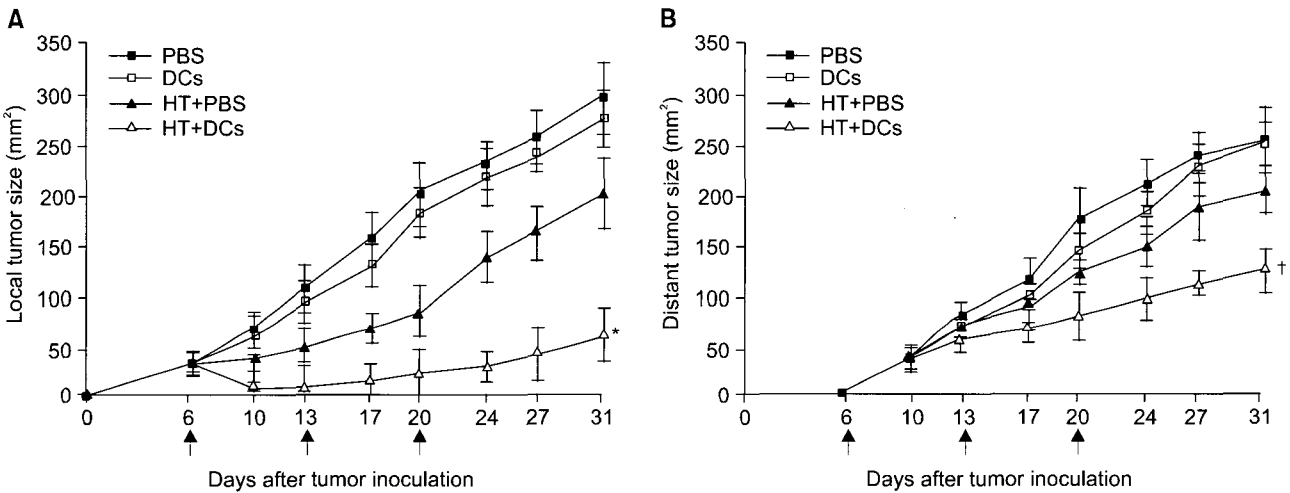 A
350
300
250
200
150
100
50
0
Local tumor size (mm²)
PBS
DCs
HT+PBS
HT+DCs
*
0 6 10 13 17 20 24 27 31
Days after tumor inoculation
B
350
300
250
200
150
100
50
0
Distant tumor size (mm²)
PBS
DCs
HT+PBS
HT+DCs
†
0 6 10 13 17 20 24 27 31
Days after tumor inoculation